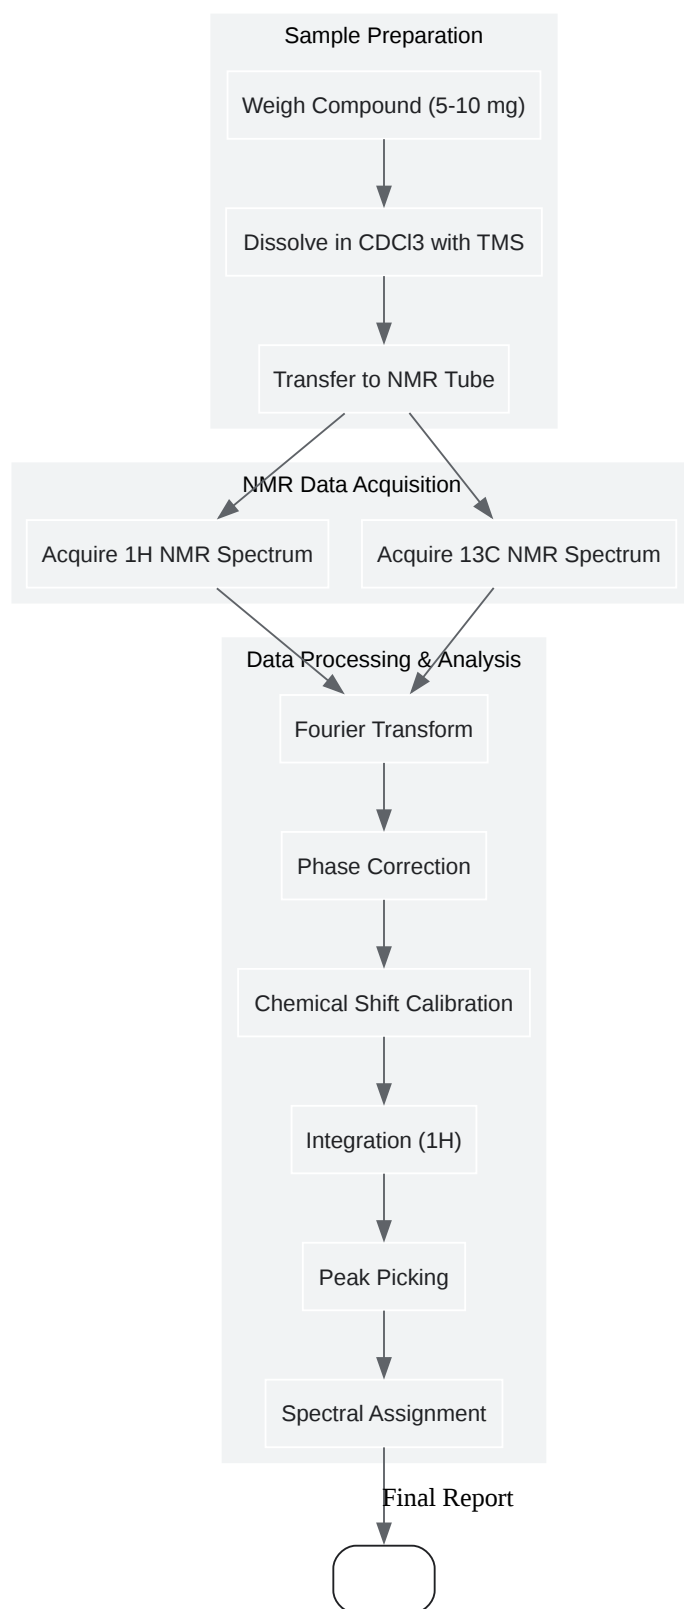 Sample Preparation
Weigh Compound (5-10 mg)
Dissolve in CDCl3 with TMS
Transfer to NMR Tube
NMR Data Acquisition
Acquire 1H NMR Spectrum
Acquire 13C NMR Spectrum
Data Processing & Analysis
Fourier Transform
Phase Correction
Chemical Shift Calibration
Integration (1H)
Peak Picking
Spectral Assignment
Final Report